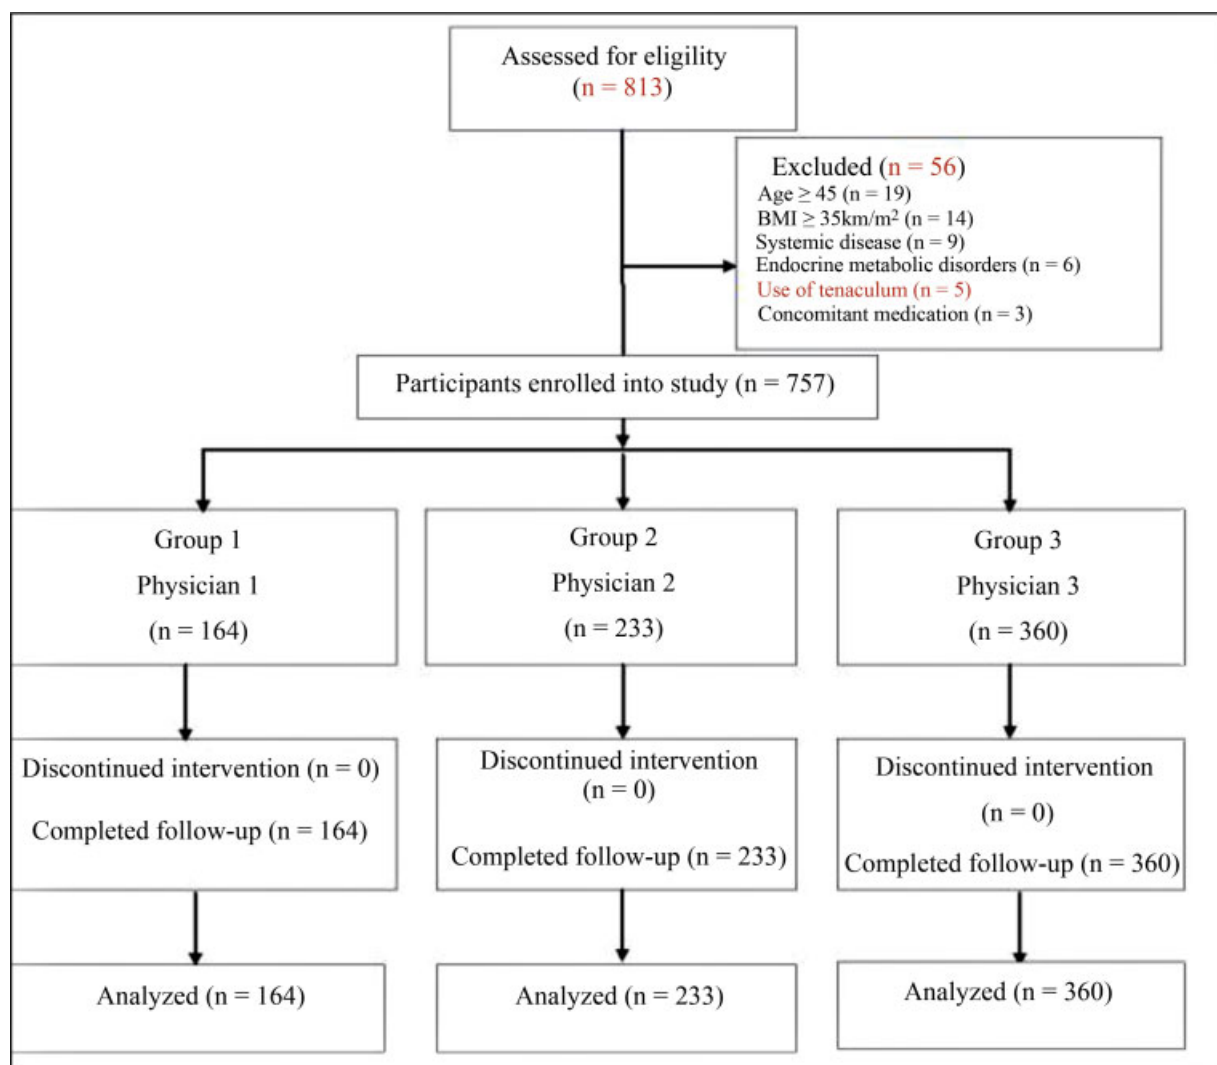 Assessed for eligility
(n = 813)
Excluded (n = 56)
Age ≥ 45 (n = 19)
BMI ≥ 35km/m² (n = 14)
Systemic disease (n = 9)
Endocrine metabolic disorders (n = 6)
Use of tenaculum (n = 5)
Concomitant medication (n = 3)
Participants enrolled into study (n = 757)
Group 1
Physician 1
(n = 164)
Group 2
Physician 2
(n = 233)
Group 3
Physician 3
(n = 360)
Discontinued intervention (n = 0)
Completed follow-up (n = 164)
Discontinued intervention
(n = 0)
Completed follow-up (n = 233)
Discontinued intervention
(n = 0)
Completed follow-up (n = 360)
Analyzed (n = 164)
Analyzed (n = 233)
Analyzed (n = 360)